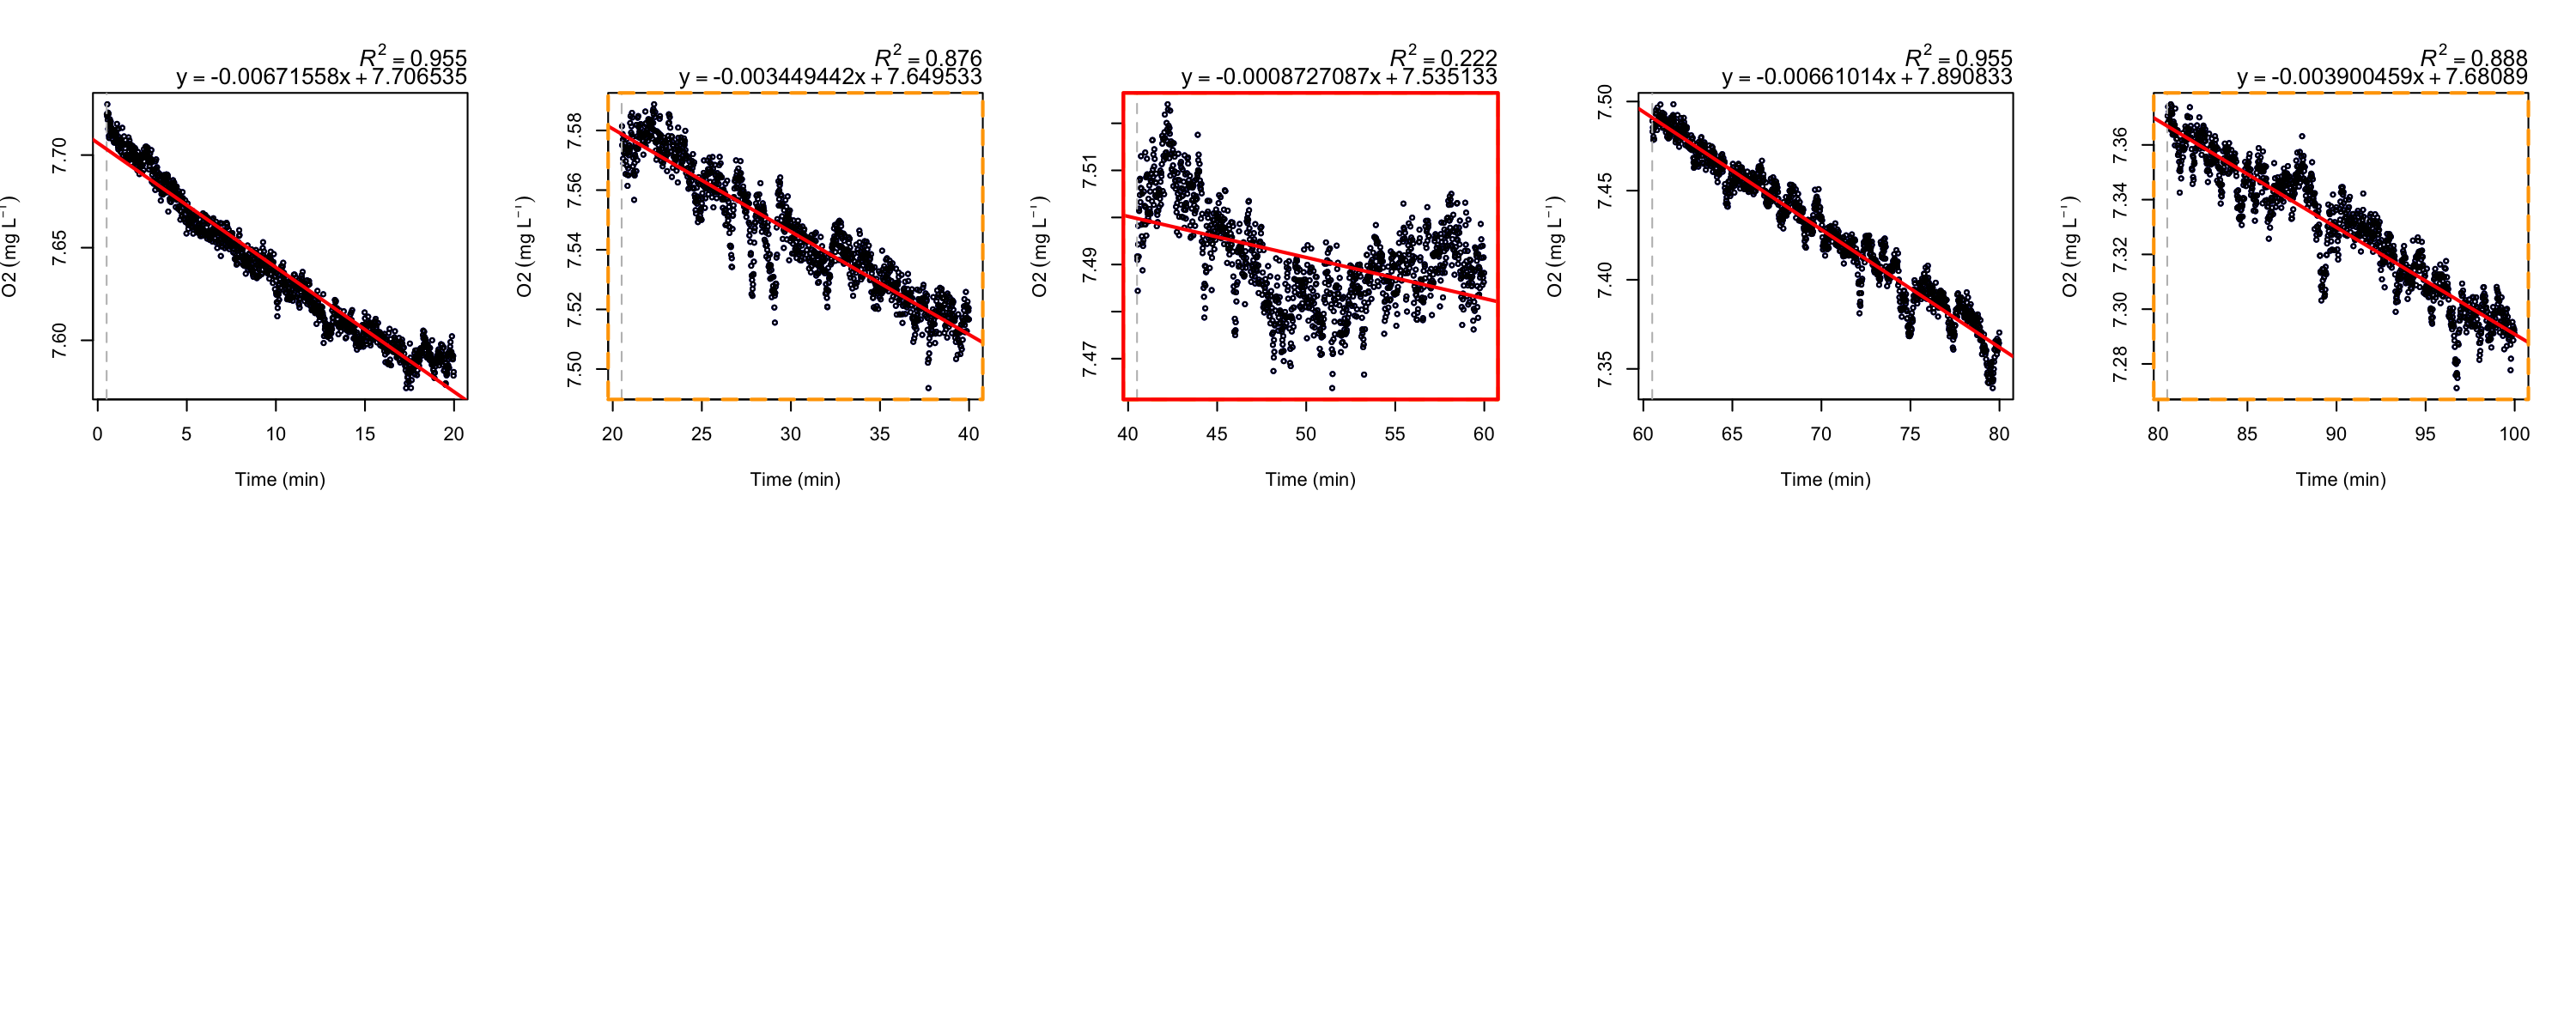 R² = 0.955
y = -0.00671558x + 7.706535
O2 (mg L⁻¹)
7.70
7.65
7.60
0 5 10 15 20
Time (min)
R² = 0.876
y = -0.003449442x + 7.649533
O2 (mg L⁻¹)
7.58
7.56
7.54
7.52
7.50
20 25 30 35 40
Time (min)
R² = 0.222
y = -0.0008727087x + 7.535133
O2 (mg L⁻¹)
7.51
7.49
7.47
40 45 50 55 60
Time (min)
R² = 0.955
y = -0.00661014x + 7.890833
O2 (mg L⁻¹)
7.50
7.45
7.40
7.35
60 65 70 75 80
Time (min)
R² = 0.888
y = -0.003900459x + 7.68089
O2 (mg L⁻¹)
7.36
7.34
7.32
7.30
7.28
80 85 90 95 100
Time (min)